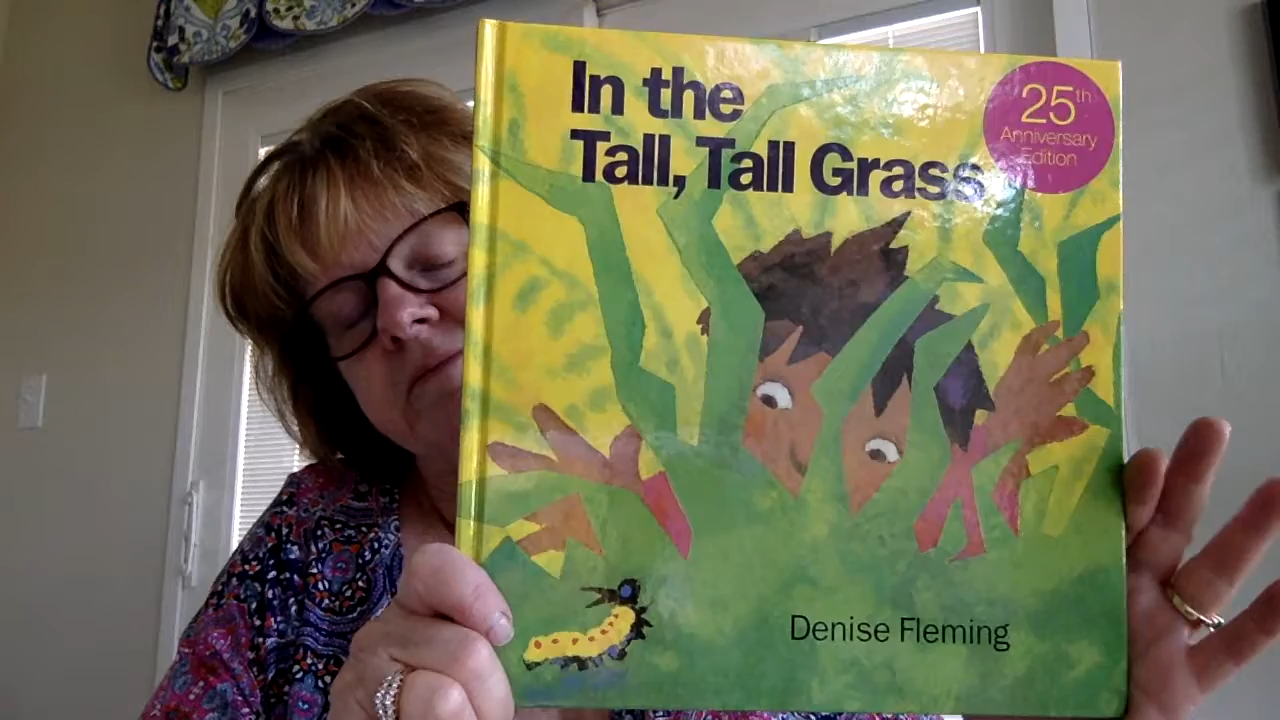 In the
Tall, Tall Grass
25th
Anniversary
Edition
Denise Fleming